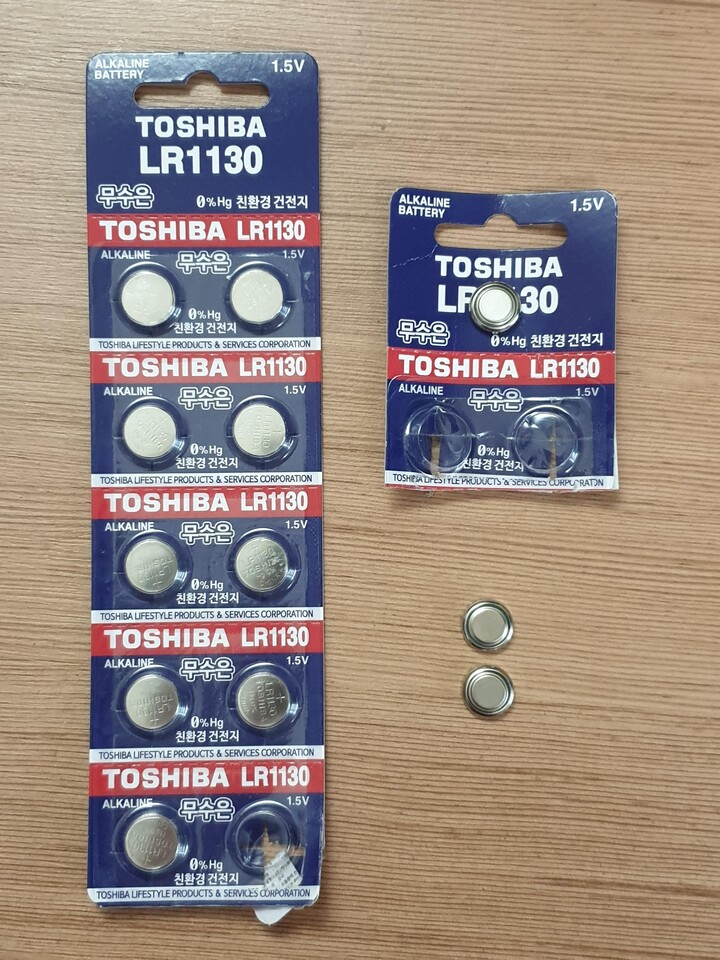 ALKALINE BATTERY 1.5V
TOSHIBA
LR1130
무수은 0%Hg 친환경 건전지
TOSHIBA LR1130
ALKALINE 무수은 1.5V
0%Hg
친환경 건전지
TOSHIBA LIFESTYLE PRODUCTS & SERVICES CORPORATION
TOSHIBA LR1130
ALKALINE 무수은 1.5V
0%Hg
친환경 건전지
TOSHIBA LIFESTYLE PRODUCTS & SERVICES CORPORATION
TOSHIBA LR1130
ALKALINE 무수은 1.5V
0%Hg
친환경 건전지
TOSHIBA LIFESTYLE PRODUCTS & SERVICES CORPORATION
TOSHIBA LR1130
ALKALINE 무수은 1.5V
0%Hg
친환경 건전지
TOSHIBA LIFESTYLE PRODUCTS & SERVICES CORPORATION
TOSHIBA LR1130
ALKALINE 무수은 1.5V
0%Hg
친환경 건전지
TOSHIBA LIFESTYLE PRODUCTS & SERVICES CORPORATION
ALKALINE BATTERY 1.5V
TOSHIBA
LR 30
무수은 0%Hg 친환경 건전지
TOSHIBA LR1130
ALKALINE 무수은 1.5V
0%Hg
친환경 건전지
TOSHIBA LIFESTYLE PRODUCTS & SERVICES CORPORATION